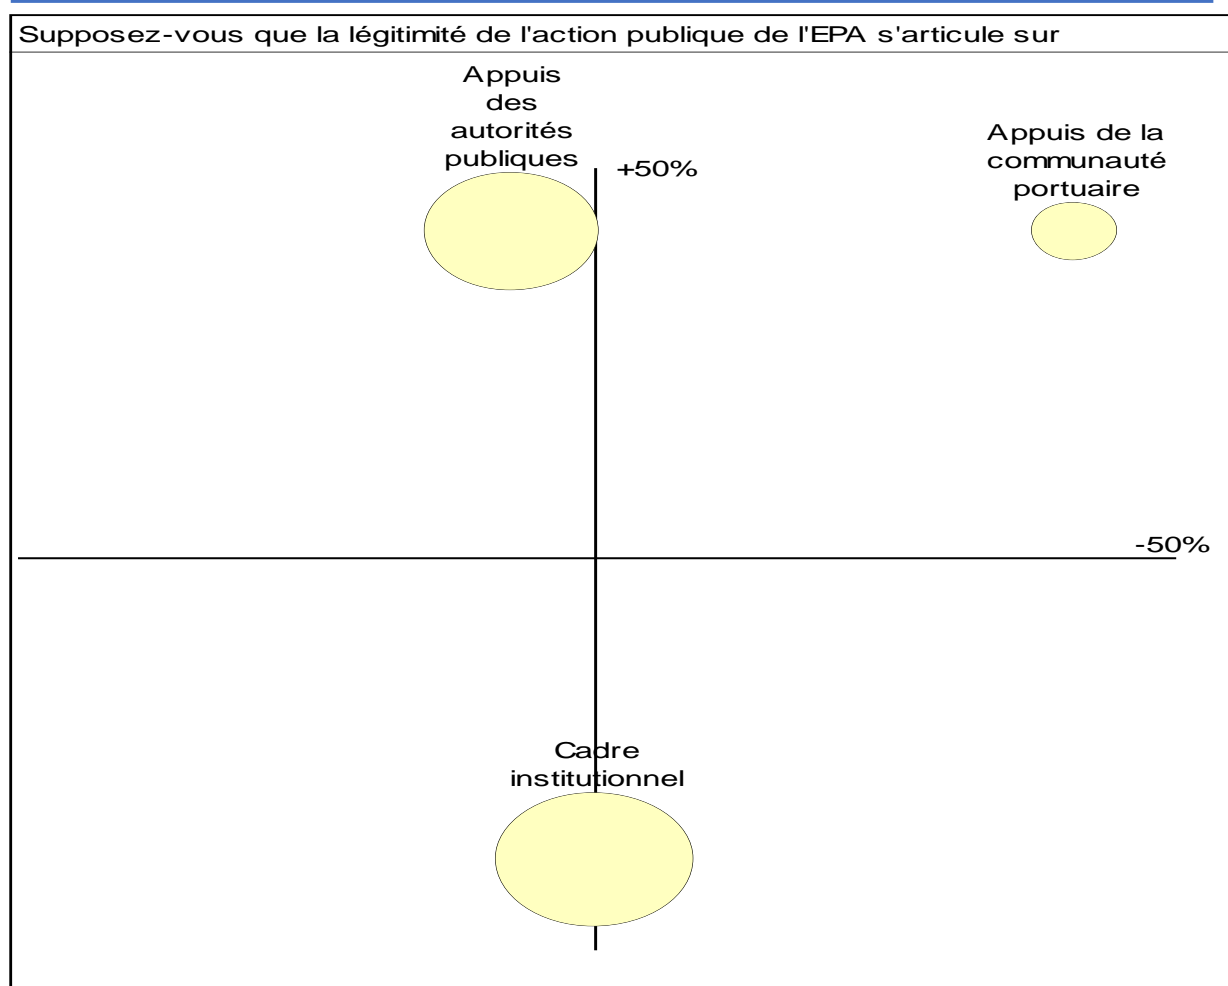 Supposez-vous que la légitimité de l'action publique de l'EPA s'articule sur
Appuis
des
autorités
publiques
+50%
Appuis de la
communauté
portuaire
-50%
Cadre
institutionnel